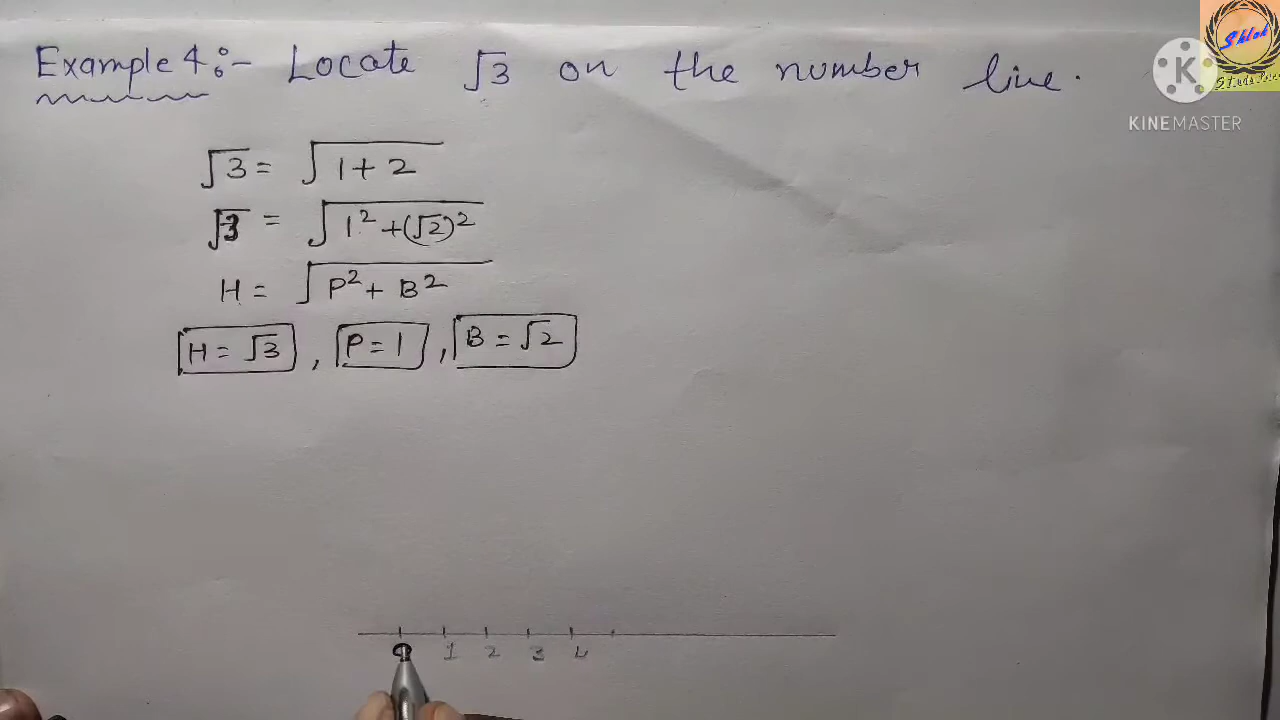 Example 4:- Locate √3 on the number line.
Shloh
KINEMASTER
√3 = √1+2
√3 = √1²+(√2)²
H = √P²+B²
H = √3, P = 1, B = √2
0 1 2 3 4